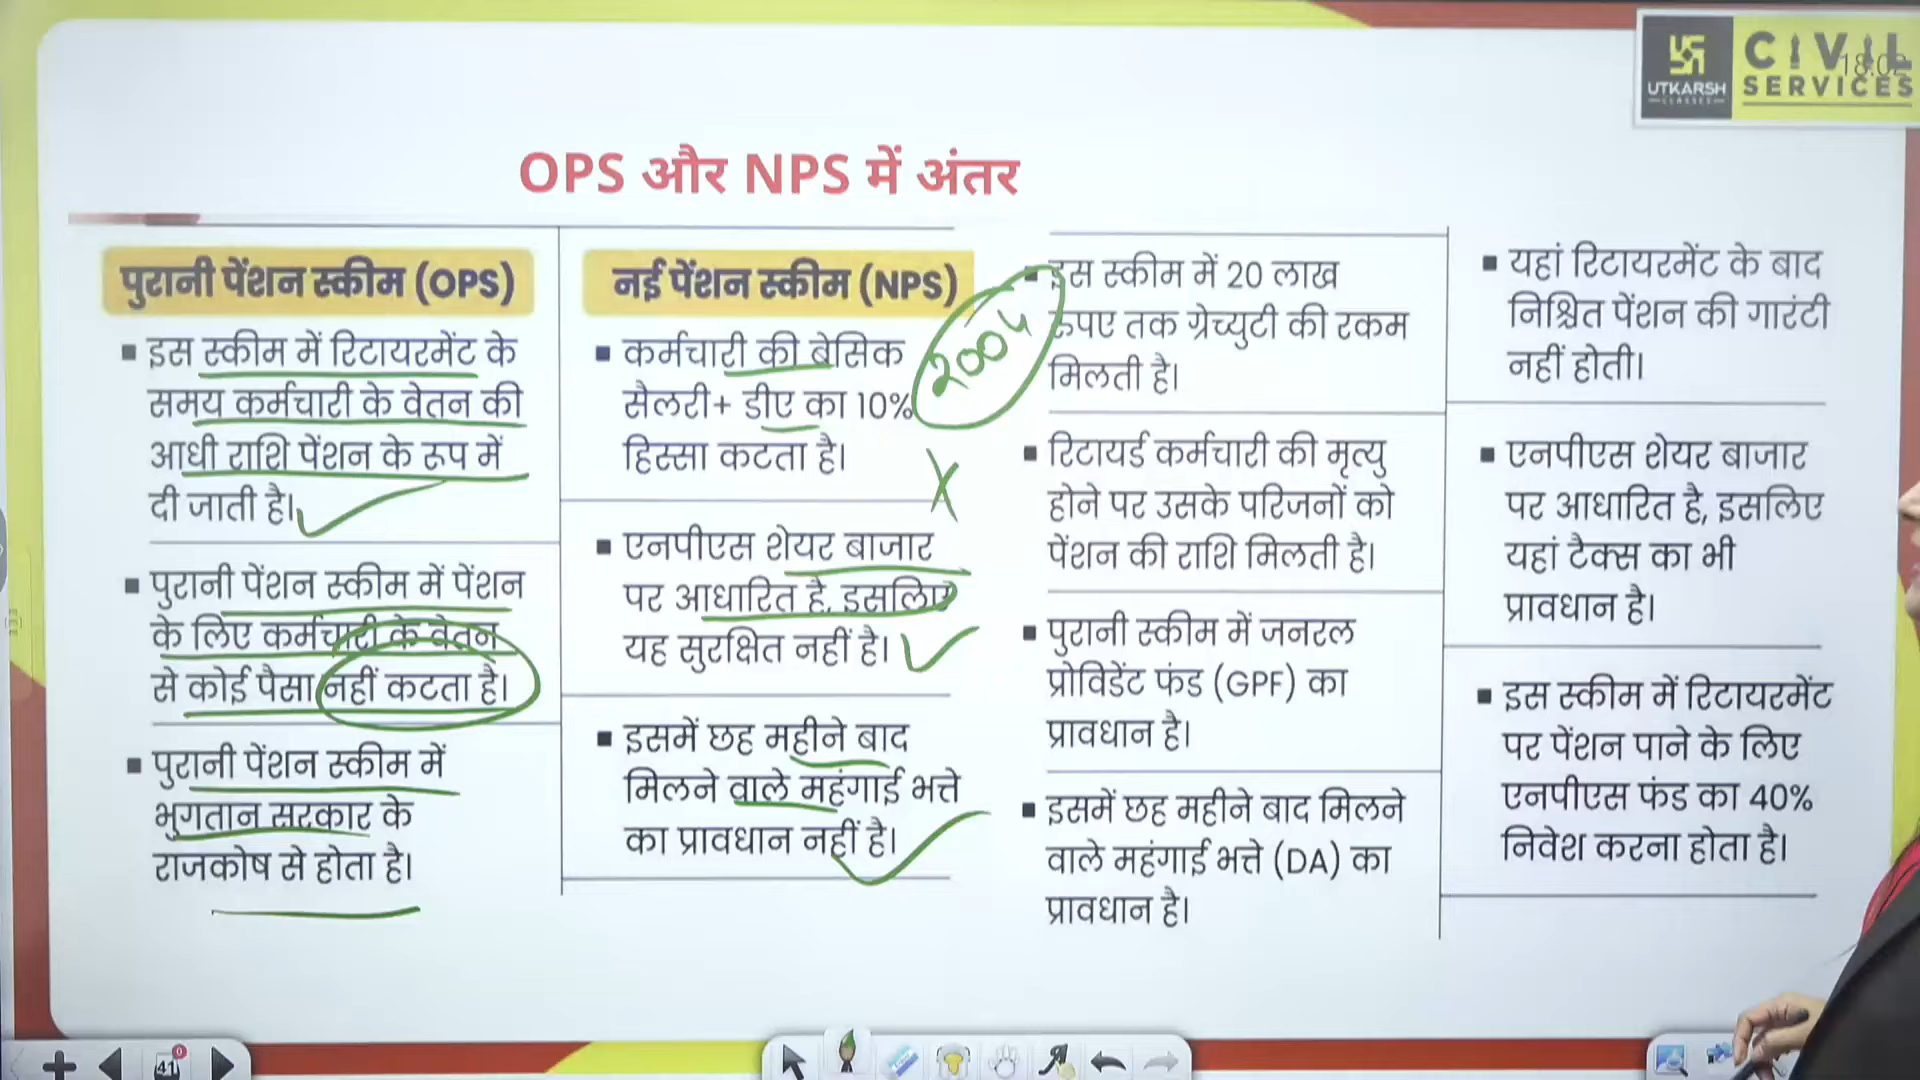 UTKARSH
CLASSES
CIVIL
SERVICES
OPS और NPS में अंतर
पुरानी पेंशन स्कीम (OPS)
▪ इस स्कीम में रिटायरमेंट के
समय कर्मचारी के वेतन की
आधी राशि पेंशन के रूप में
दी जाती है।
▪ पुरानी पेंशन स्कीम में पेंशन
के लिए कर्मचारी के वेतन
से कोई पैसा नहीं कटता है।
▪ पुरानी पेंशन स्कीम में
भुगतान सरकार के
राजकोष से होता है।
नई पेंशन स्कीम (NPS)
▪ कर्मचारी की बेसिक
सैलरी+ डीए का 10%
हिस्सा कटता है।
▪ एनपीएस शेयर बाजार
पर आधारित है, इसलिए
यह सुरक्षित नहीं है।
▪ इसमें छह महीने बाद
मिलने वाले महंगाई भत्ते
का प्रावधान नहीं है।
2004
▪ इस स्कीम में 20 लाख
रुपए तक ग्रेच्युटी की रकम
मिलती है।
▪ रिटायर्ड कर्मचारी की मृत्यु
होने पर उसके परिजनों को
पेंशन की राशि मिलती है।
▪ पुरानी स्कीम में जनरल
प्रोविडेंट फंड (GPF) का
प्रावधान है।
▪ इसमें छह महीने बाद मिलने
वाले महंगाई भत्ते (DA) का
प्रावधान है।
▪ यहां रिटायरमेंट के बाद
निश्चित पेंशन की गारंटी
नहीं होती।
▪ एनपीएस शेयर बाजार
पर आधारित है, इसलिए
यहां टैक्स का भी
प्रावधान है।
▪ इस स्कीम में रिटायरमेंट
पर पेंशन पाने के लिए
एनपीएस फंड का 40%
निवेश करना होता है।
41